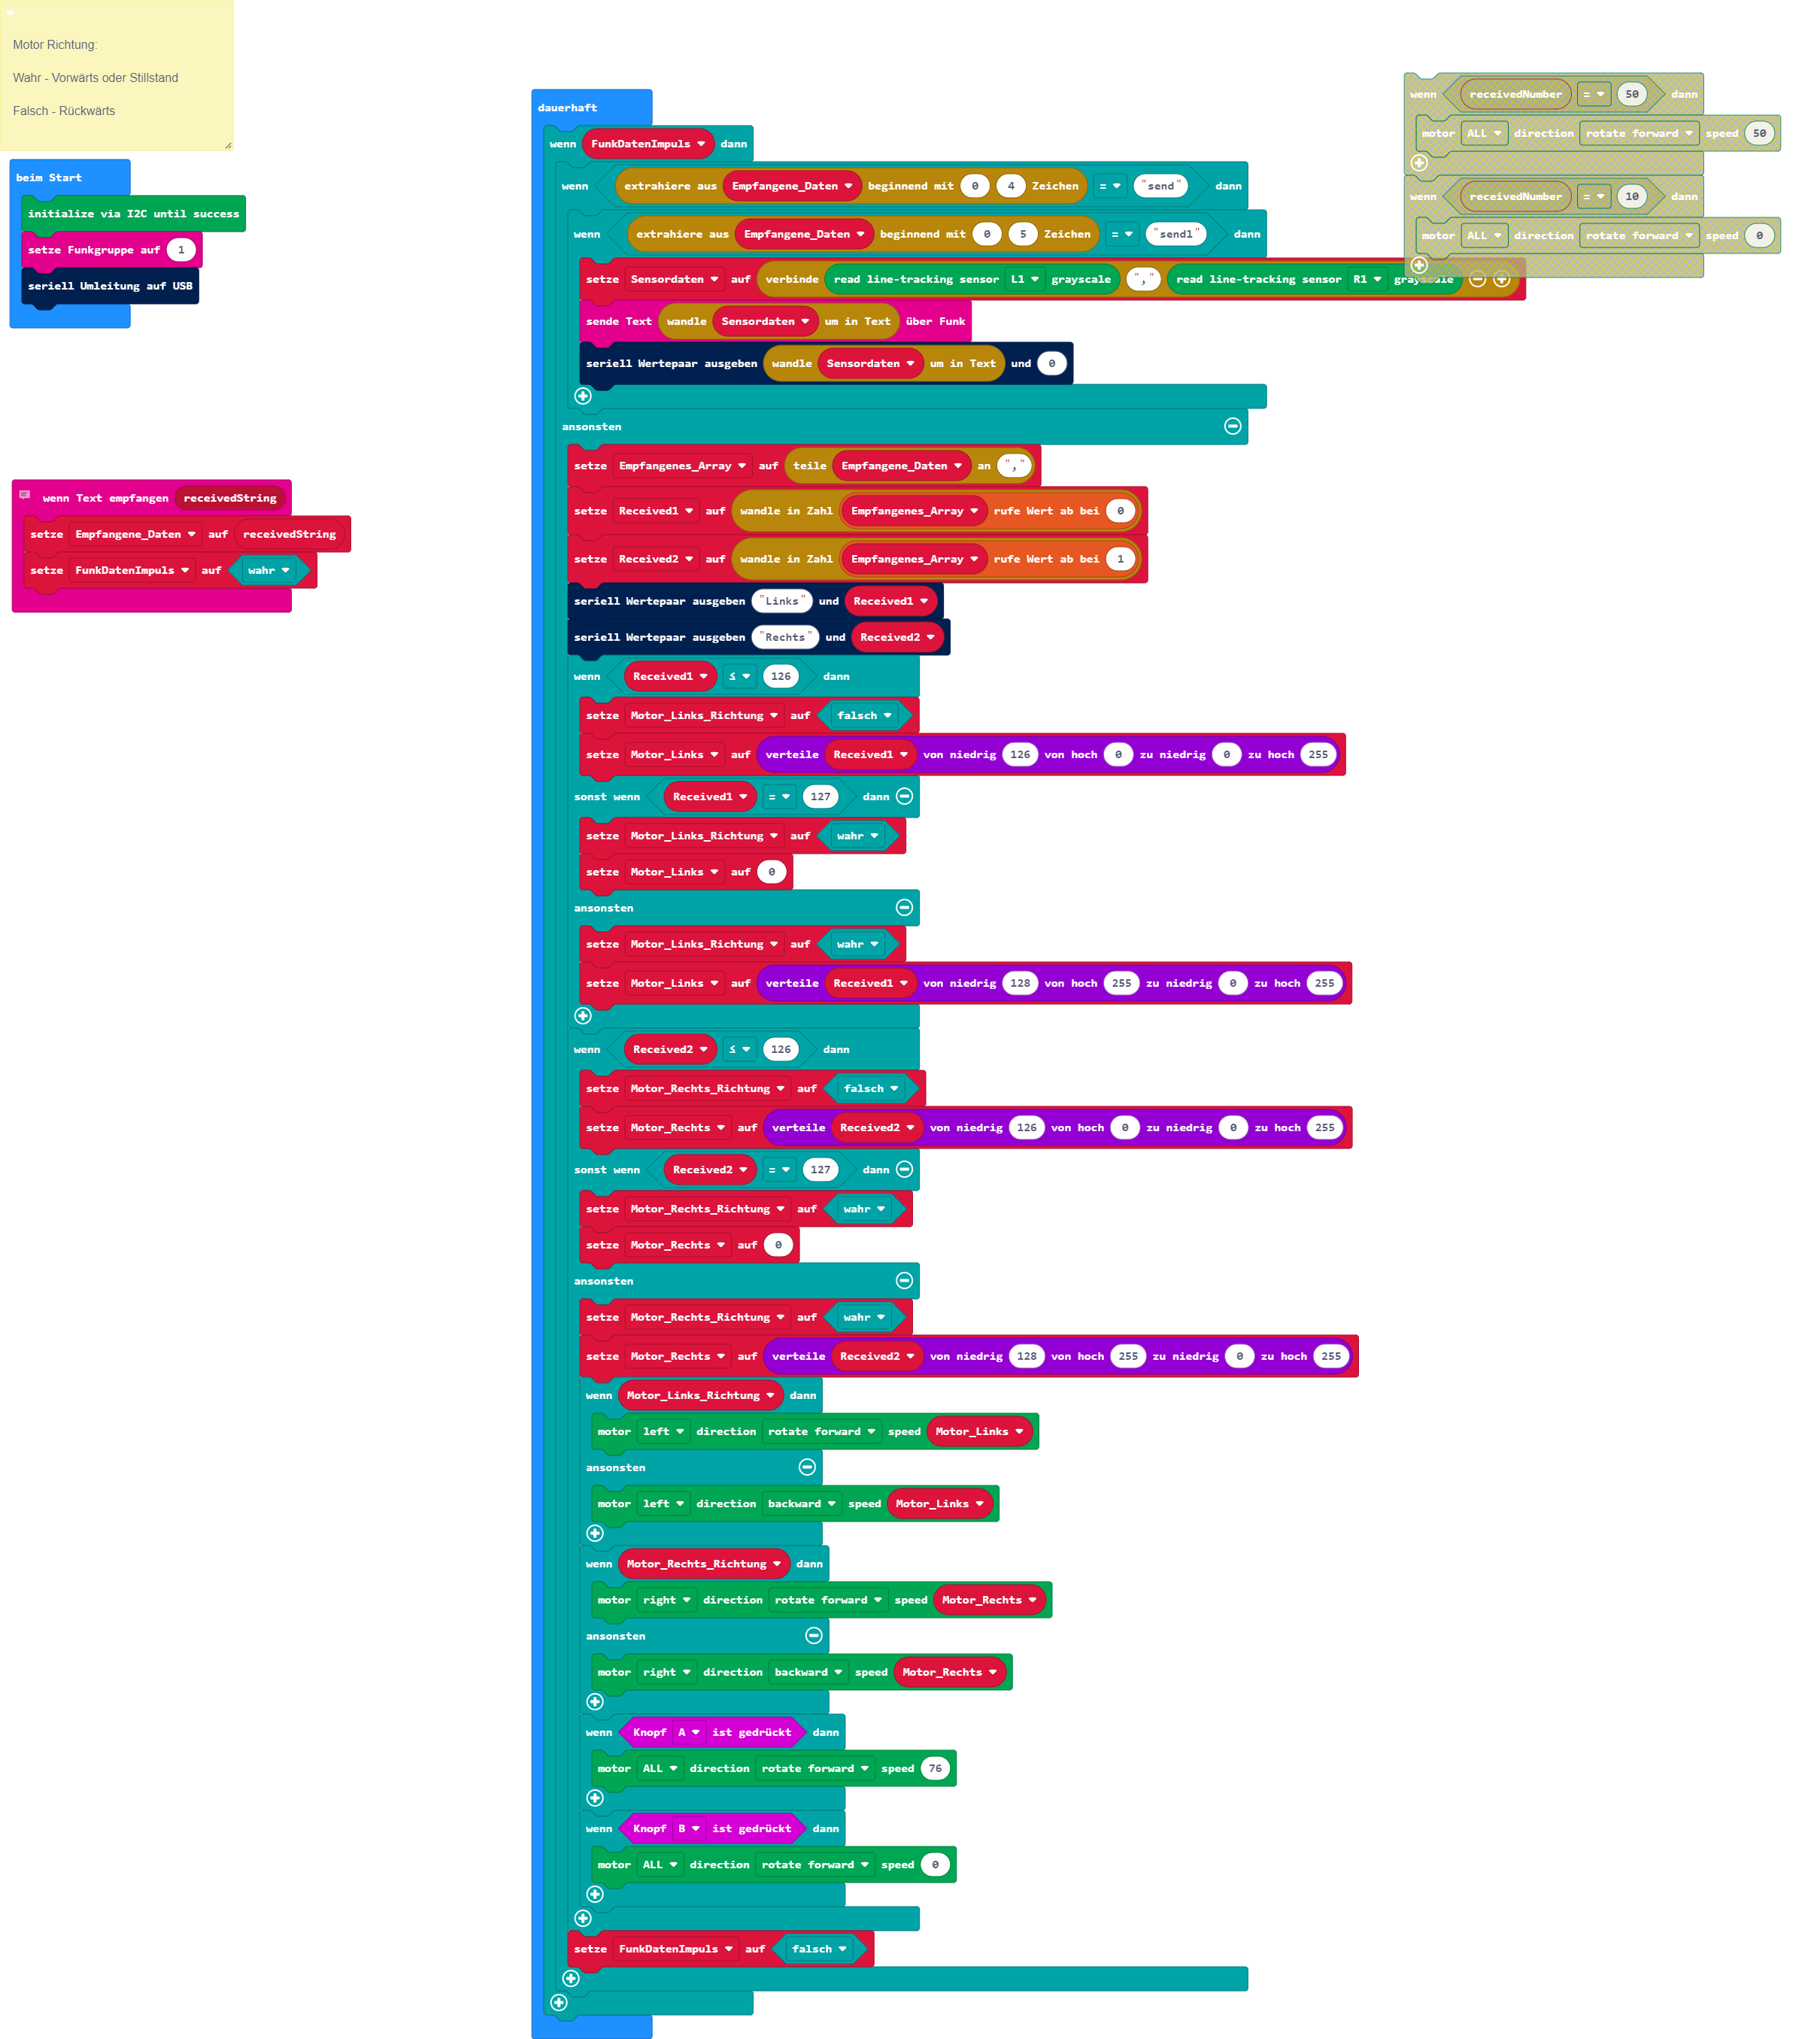 Motor Richtung:
Wahr - Vorwärts oder Stillstand
Falsch - Rückwärts
beim Start
initialize via I2C until success
setze Funkgruppe auf 1
seriell Umleitung auf USB
wenn Text empfangen receivedString
setze Empfangene_Daten auf receivedString
setze FunkDatenImpuls auf wahr
dauerhaft
wenn FunkDatenImpuls dann
wenn extrahiere aus Empfangene_Daten beginnend mit 0 4 Zeichen = "send" dann
wenn extrahiere aus Empfangene_Daten beginnend mit 0 5 Zeichen = "send1" dann
setze Sensordaten auf verbinde read line-tracking sensor L1 grayscale "," read line-tracking sensor R1 grayscale
sende Text wandle Sensordaten um in Text über Funk
seriell Wertepaar ausgeben wandle Sensordaten um in Text und 0
ansonsten
setze Empfangenes_Array auf teile Empfangene_Daten an ","
setze Received1 auf wandle in Zahl Empfangenes_Array rufe Wert ab bei 0
setze Received2 auf wandle in Zahl Empfangenes_Array rufe Wert ab bei 1
seriell Wertepaar ausgeben "Links" und Received1
seriell Wertepaar ausgeben "Rechts" und Received2
wenn Received1 ≤ 126 dann
setze Motor_Links_Richtung auf falsch
setze Motor_Links auf verteile Received1 von niedrig 126 von hoch 0 zu niedrig 0 zu hoch 255
sonst wenn Received1 = 127 dann
setze Motor_Links_Richtung auf wahr
setze Motor_Links auf 0
ansonsten
setze Motor_Links_Richtung auf wahr
setze Motor_Links auf verteile Received1 von niedrig 128 von hoch 255 zu niedrig 0 zu hoch 255
wenn Received2 ≤ 126 dann
setze Motor_Rechts_Richtung auf falsch
setze Motor_Rechts auf verteile Received2 von niedrig 126 von hoch 0 zu niedrig 0 zu hoch 255
sonst wenn Received2 = 127 dann
setze Motor_Rechts_Richtung auf wahr
setze Motor_Rechts auf 0
ansonsten
setze Motor_Rechts_Richtung auf wahr
setze Motor_Rechts auf verteile Received2 von niedrig 128 von hoch 255 zu niedrig 0 zu hoch 255
wenn Motor_Links_Richtung dann
motor left direction rotate forward speed Motor_Links
ansonsten
motor left direction backward speed Motor_Links
wenn Motor_Rechts_Richtung dann
motor right direction rotate forward speed Motor_Rechts
ansonsten
motor right direction backward speed Motor_Rechts
wenn Knopf A ist gedrückt dann
motor ALL direction rotate forward speed 76
wenn Knopf B ist gedrückt dann
motor ALL direction rotate forward speed 0
setze FunkDatenImpuls auf falsch
wenn receivedNumber = 50 dann
motor ALL direction rotate forward speed 50
wenn receivedNumber = 10 dann
motor ALL direction rotate forward speed 0